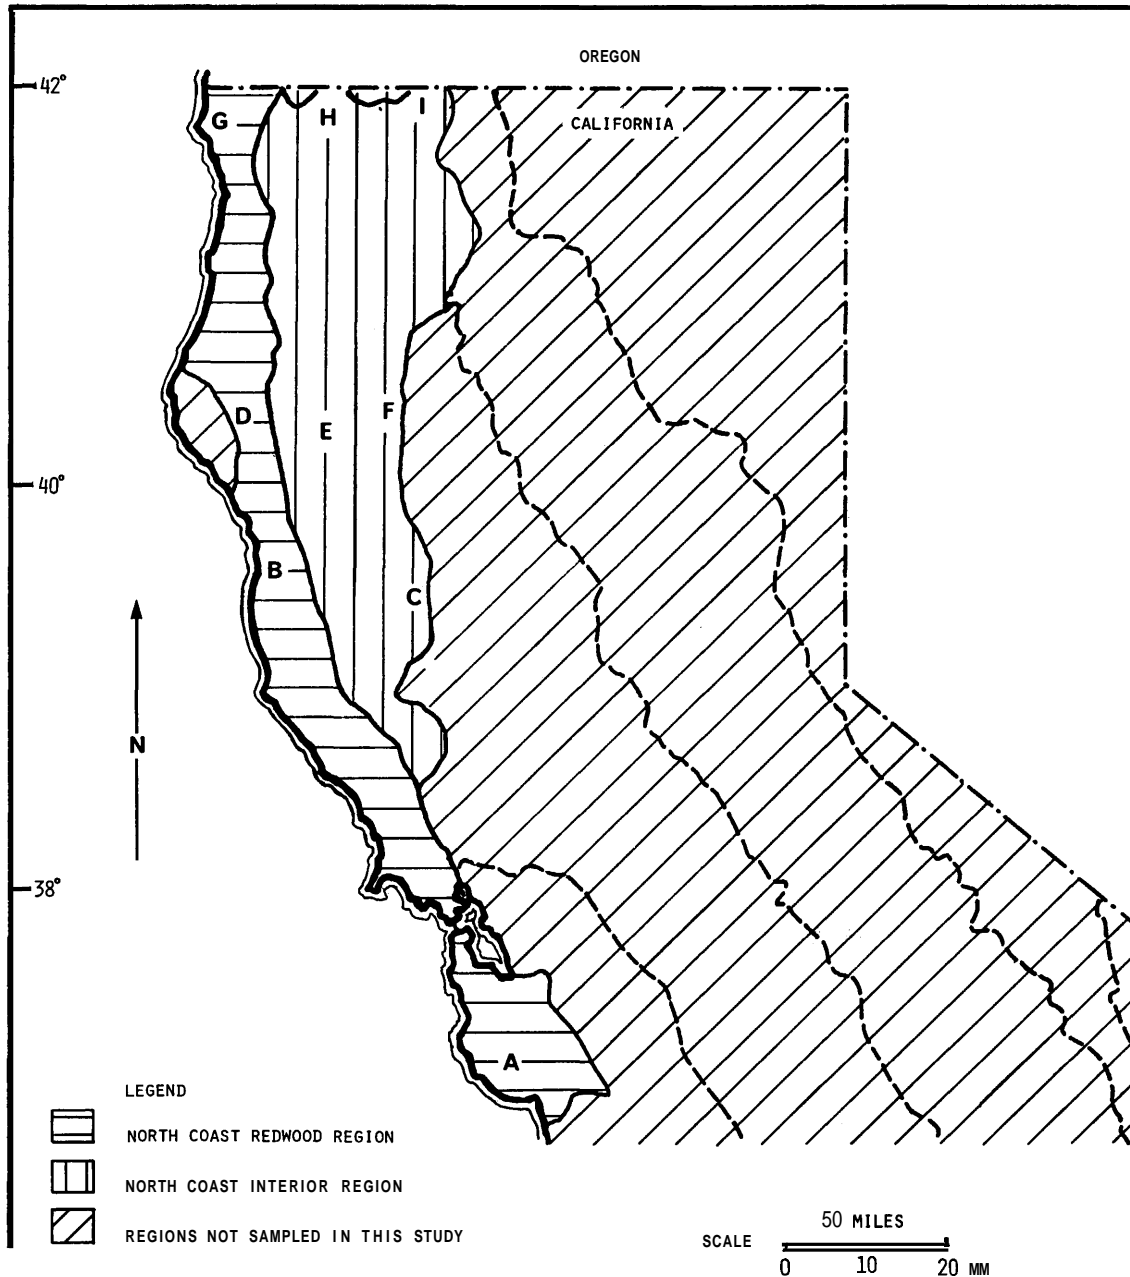 OREGON
42°
CALIFORNIA
G
H
I
D
E
F
40°
B
C
N
38°
A
LEGEND
NORTH COAST REDWOOD REGION
NORTH COAST INTERIOR REGION
REGIONS NOT SAMPLED IN THIS STUDY
50 MILES
SCALE
0 10 20 MM